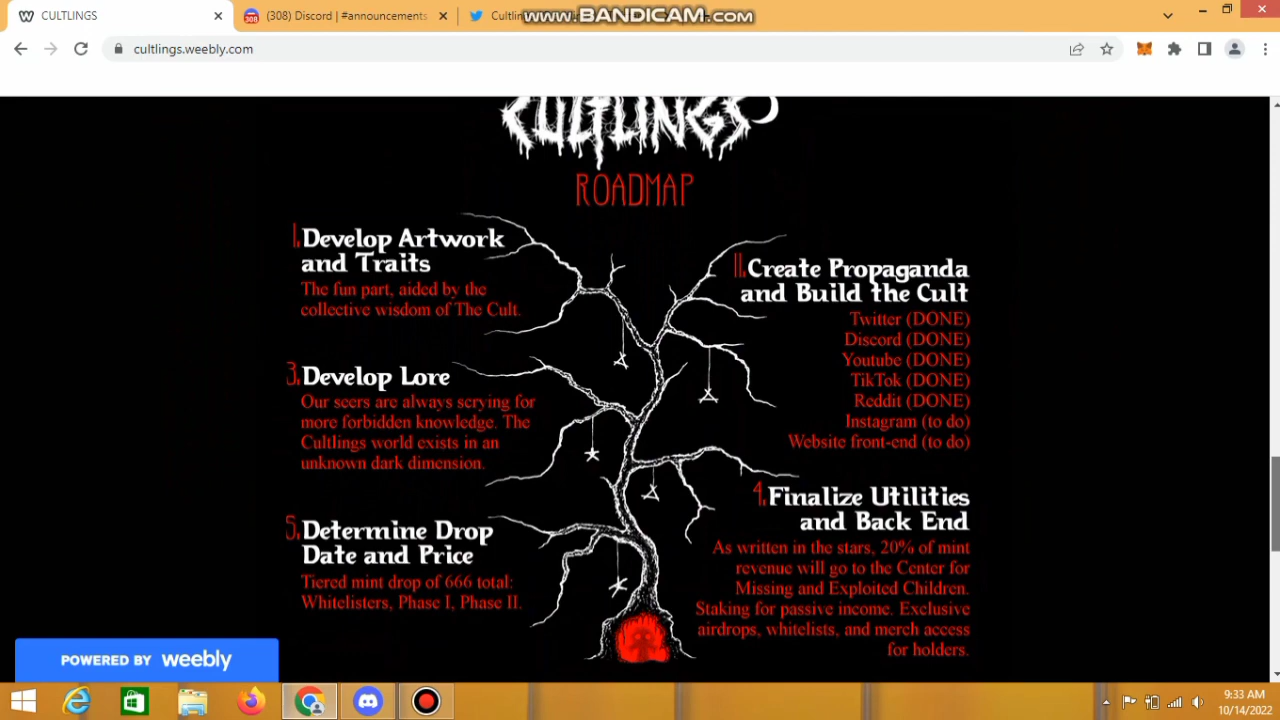 CULTLINGS
(308) Discord | #announcements
Cultlin
www.BANDICAM.com
cultlings.weebly.com
CULTLINGS
ROADMAP
1. Develop Artwork
and Traits
The fun part, aided by the
collective wisdom of The Cult.
II. Create Propaganda
and Build the Cult
Twitter (DONE)
Discord (DONE)
Youtube (DONE)
TikTok (DONE)
Reddit (DONE)
Instagram (to do)
Website front-end (to do)
3. Develop Lore
Our seers are always scrying for
more forbidden knowledge. The
Cultlings world exists in an
unknown dark dimension.
4. Finalize Utilities
and Back End
As written in the stars, 20% of mint
revenue will go to the Center for
Missing and Exploited Children.
Staking for passive income. Exclusive
airdrops, whitelists, and merch access
for holders.
5. Determine Drop
Date and Price
Tiered mint drop of 666 total:
Whitelisters, Phase I, Phase II.
POWERED BY weebly
9:33 AM
10/14/2022